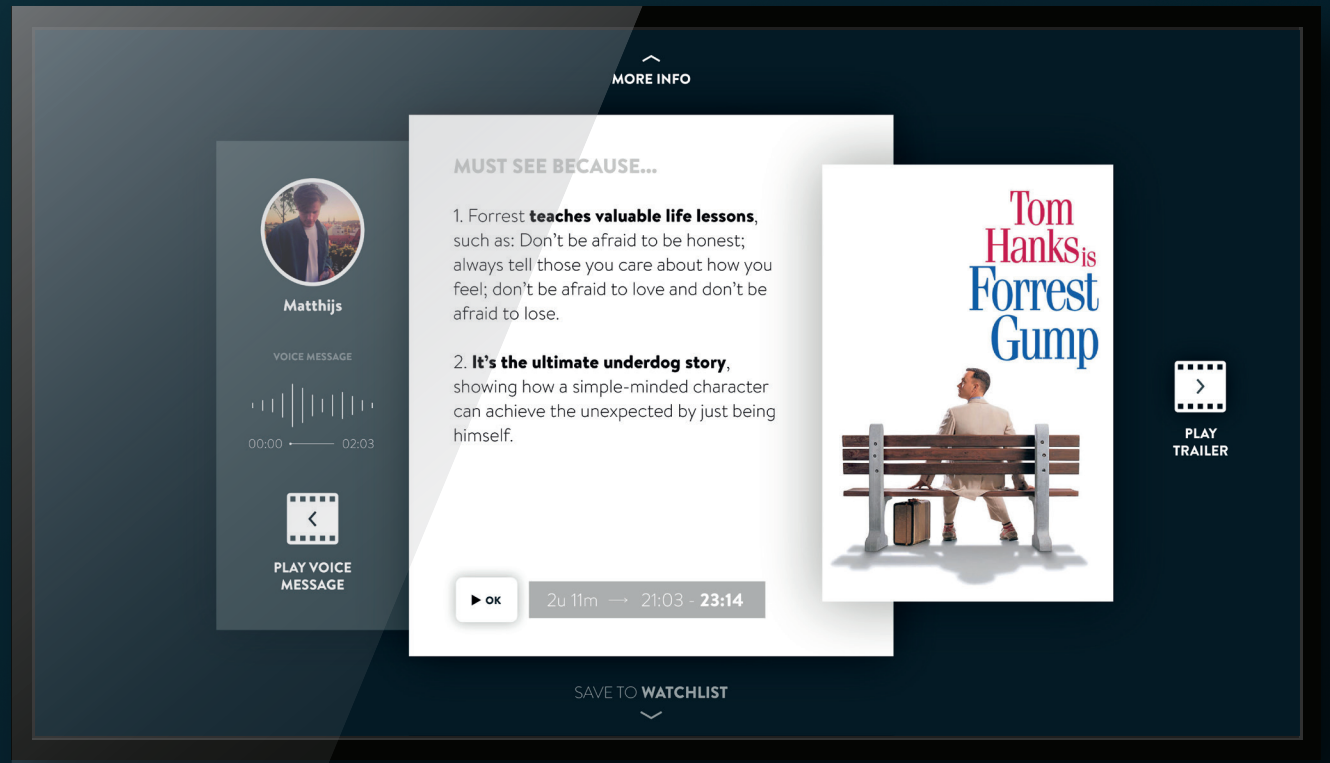 MORE INFO
Matthijs
VOICE MESSAGE
00:00 02:03
PLAY VOICE
MESSAGE
MUST SEE BECAUSE...
1. Forrest teaches valuable life lessons,
such as: Don't be afraid to be honest;
always tell those you care about how you
feel; don't be afraid to love and don't be
afraid to lose.
2. It's the ultimate underdog story,
showing how a simple-minded character
can achieve the unexpected by just being
himself.
OK
2u 11m → 21:03 - 23:14
Tom
Hanks is
Forrest
Gump
PLAY
TRAILER
SAVE TO WATCHLIST